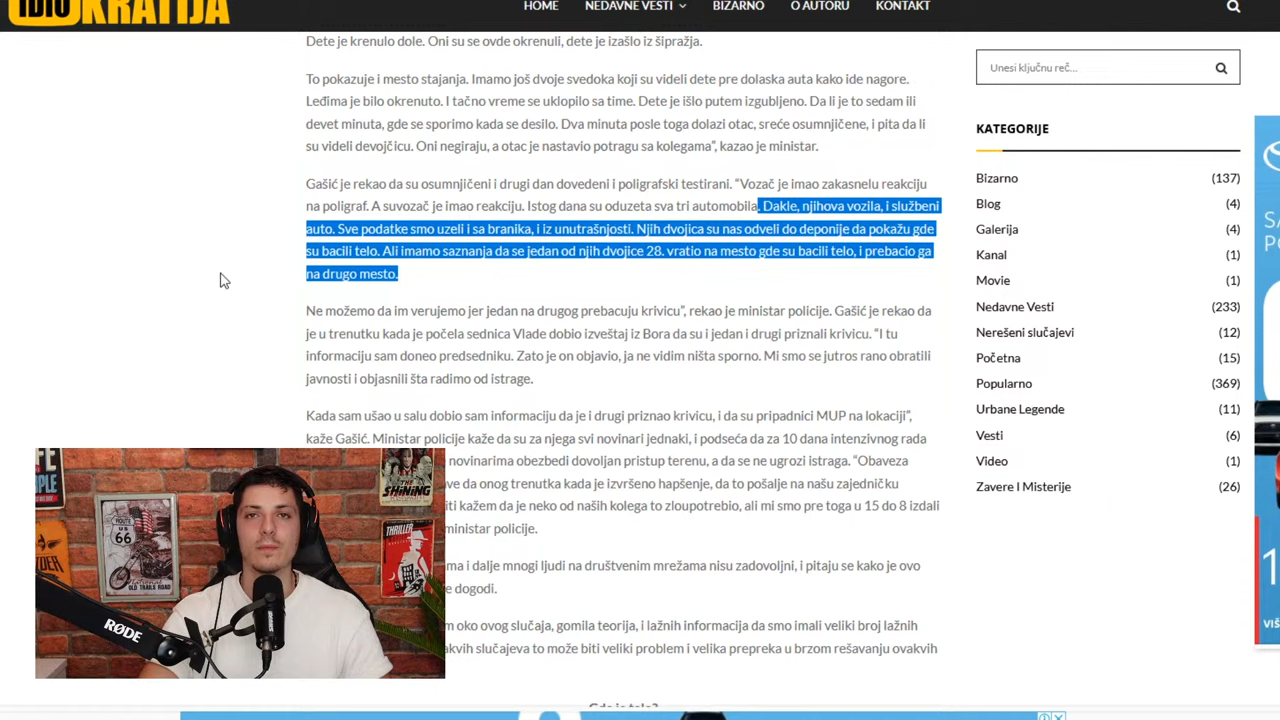 KRATIJA
HOME
NEDAVNE VESTI
BIZARNO
O AUTORU
KONTAKT
Dete je krenulo dole. Oni su se ovde okrenuli, dete je izašlo iz šipražja.
To pokazuje i mesto stajanja. Imamo još dvoje svedoka koji su videli dete pre dolaska auta kako ide nagore.
Leđima je bilo okrenuto. I tačno vreme se uklopilo sa time. Dete je išlo putem izgubljeno. Da li je to sedam ili
devet minuta, gde se sporimo kada se desilo. Dva minuta posle toga dolazi otac, sreće osumnjičene, i pita da li
su videli devojčicu. Oni negiraju, a otac je nastavio potragu sa kolegama”, kazao je ministar.
Gašić je rekao da su osumnjičeni i drugi dan dovedeni i poligrafski testirani. “Vozač je imao zakasnelu reakciju
na poligraf. A suvozač je imao reakciju. Istog dana su oduzeta sva tri automobila. Dakle, njihova vozila, i službeni
auto. Sve podatke smo uzeli i sa branika, i iz unutrašnjosti. Njih dvojica su nas odveli do deponije da pokažu gde
su bacili telo. Ali imamo saznanja da se jedan od njih dvojice 28. vratio na mesto gde su bacili telo, i prebacio ga
na drugo mesto.
Ne možemo da im verujemo jer jedan na drugog prebacuju krivicu”, rekao je ministar policije. Gašić je rekao da
je u trenutku kada je počela sednica Vlade dobio izveštaj iz Bora da su i jedan i drugi priznali krivicu. “I tu
informaciju sam doneo predsedniku. Zato je on objavio, ja ne vidim ništa sporno. Mi smo se jutros rano obratili
javnosti i objasnili šta radimo od istrage.
Kada sam ušao u salu dobio sam informaciju da je i drugi priznao krivicu, i da su pripadnici MUP na lokaciji”,
kaže Gašić. Ministar policije kaže da su za njega svi novinari jednaki, i podseća da za 10 dana intenzivnog rada
novinarima obezbedi dovoljan pristup terenu, a da se ne ugrozi istraga. “Obaveza
ave da onog trenutka kada je izvršeno hapšenje, da to pošalje na našu zajedničku
iti kažem da je neko od naših kolega to zloupotrebio, ali mi smo pre toga u 15 do 8 izdali
ministar policije.
ma i dalje mnogi ljudi na društvenim mrežama nisu zadovoljni, i pitaju se kako je ovo
e dogodi.
m oko ovog slučaja, gomila teorija, i lažnih informacija da smo imali veliki broj lažnih
akvih slučajeva to može biti veliki problem i velika prepreka u brzom rešavanju ovakvih
Gde je telo?
Unesi ključnu reč...
KATEGORIJE
Bizarno (137)
Blog (4)
Galerija (4)
Kanal (1)
Movie (1)
Nedavne Vesti (233)
Nerešeni slučajevi (12)
Početna (15)
Popularno (369)
Urbane Legende (11)
Vesti (6)
Video (1)
Zavere I Misterije (26)
SA
PO
1
VIŠ
ROUTE
U S
66
THE
SHINING
THRILLER
RØDE